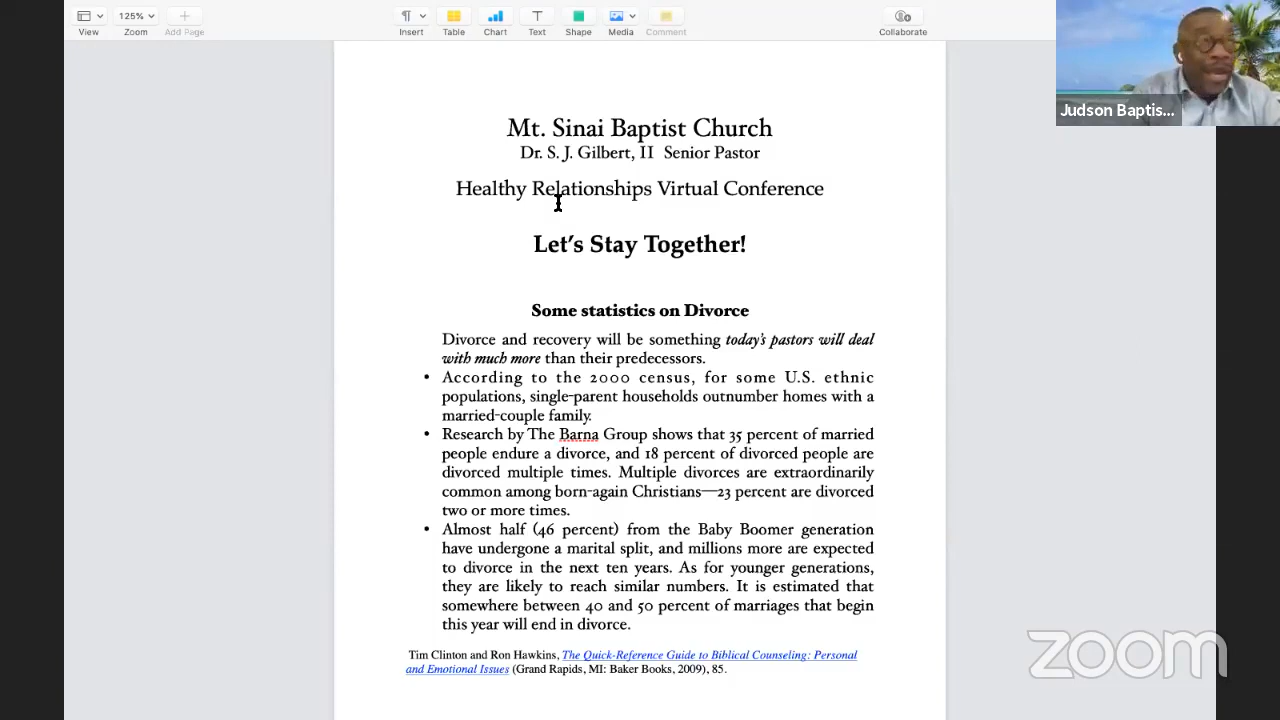 125%
View
Zoom
Add Page
Insert
Table
Chart
Text
Shape
Media
Comment
Collaborate
Judson Baptis...
Mt. Sinai Baptist Church
Dr. S. J. Gilbert, II Senior Pastor
Healthy Relationships Virtual Conference
Let's Stay Together!
Some statistics on Divorce
Divorce and recovery will be something today's pastors will deal
with much more than their predecessors.
• According to the 2000 census, for some U.S. ethnic
populations, single-parent households outnumber homes with a
married-couple family.
• Research by The Barna Group shows that 35 percent of married
people endure a divorce, and 18 percent of divorced people are
divorced multiple times. Multiple divorces are extraordinarily
common among born-again Christians—23 percent are divorced
two or more times.
• Almost half (46 percent) from the Baby Boomer generation
have undergone a marital split, and millions more are expected
to divorce in the next ten years. As for younger generations,
they are likely to reach similar numbers. It is estimated that
somewhere between 40 and 50 percent of marriages that begin
this year will end in divorce.
Tim Clinton and Ron Hawkins, The Quick-Reference Guide to Biblical Counseling: Personal
and Emotional Issues (Grand Rapids, MI: Baker Books, 2009), 85.
zoom